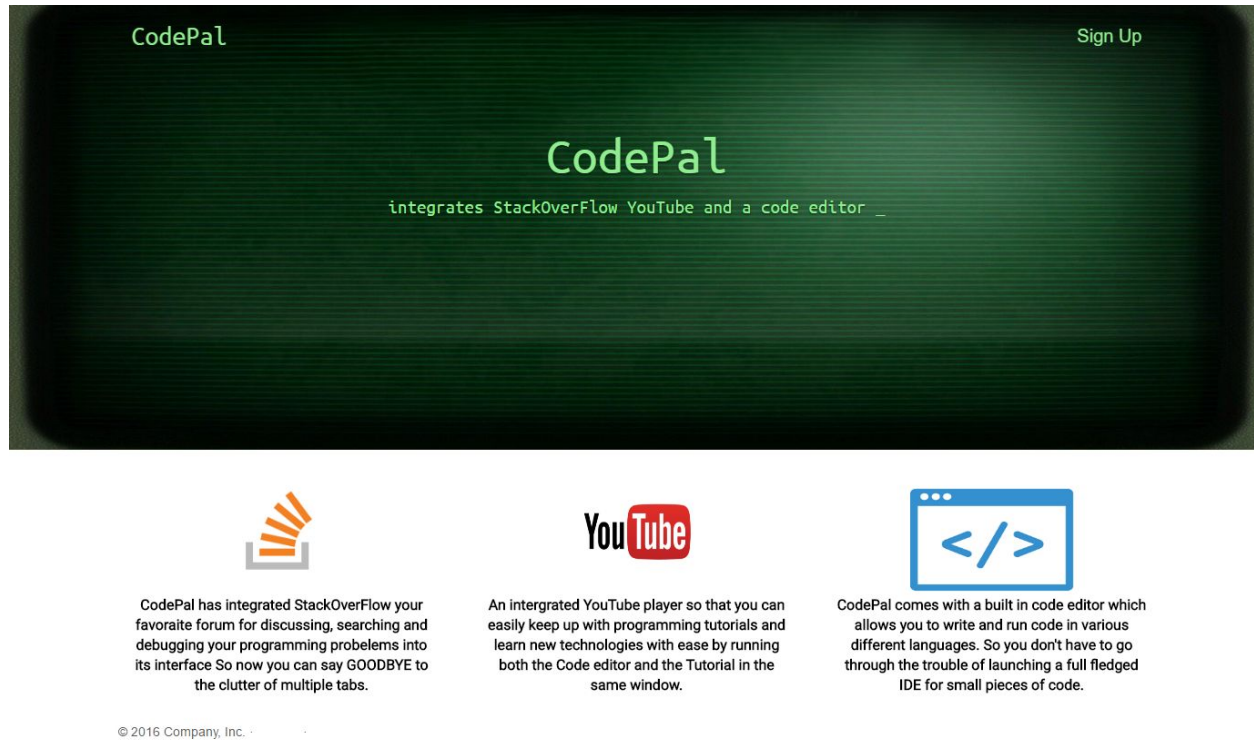 CodePal
Sign Up
CodePal
integrates StackOverFlow YouTube and a code editor _
YouTube
</>
CodePal has integrated StackOverFlow your
favoraite forum for discussing, searching and
debugging your programming probelems into
its interface So now you can say GOODBYE to
the clutter of multiple tabs.
An intergrated YouTube player so that you can
easily keep up with programming tutorials and
learn new technologies with ease by running
both the Code editor and the Tutorial in the
same window.
CodePal comes with a built in code editor which
allows you to write and run code in various
different languages. So you don't have to go
through the trouble of launching a full fledged
IDE for small pieces of code.
© 2016 Company, Inc. · ·